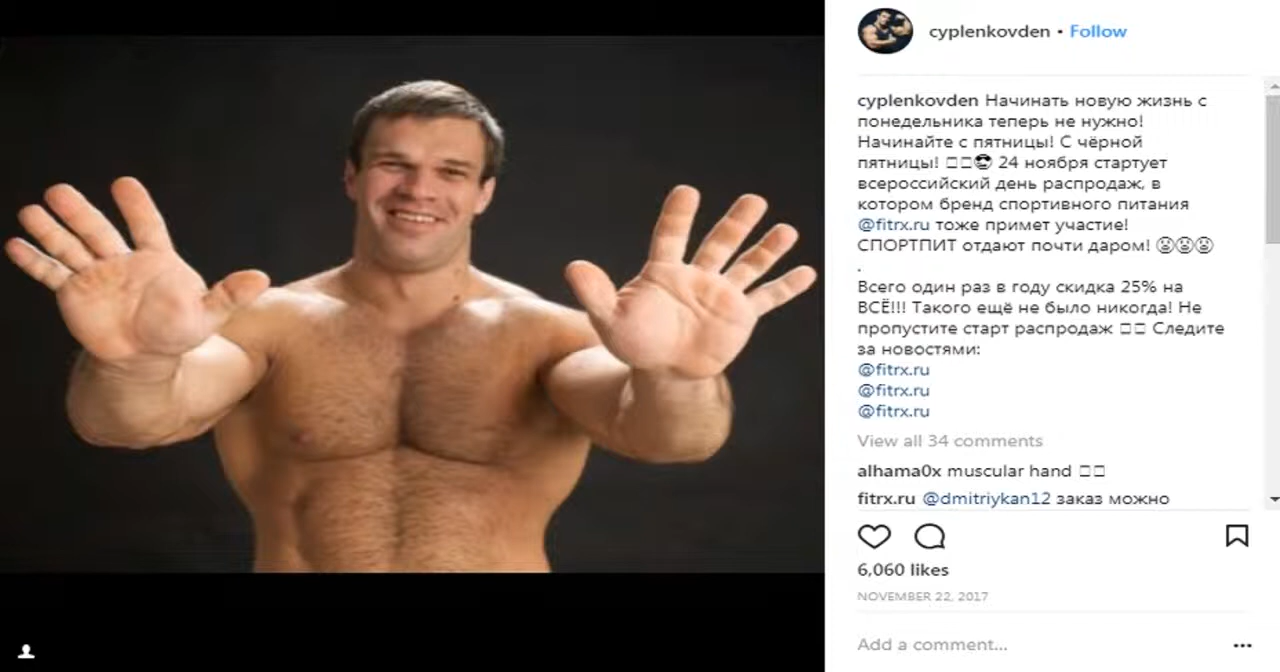 cyplenkovden • Follow
cyplenkovden Начинать новую жизнь с
понедельника теперь не нужно!
Начинайте с пятницы! С чёрной
пятницы! □□😎 24 ноября стартует
всероссийский день распродаж, в
котором бренд спортивного питания
@fitrx.ru тоже примет участие!
СПОРТПИТ отдают почти даром! 😫😫😫
.
Всего один раз в году скидка 25% на
ВСЁ!!! Такого ещё не было никогда! Не
пропустите старт распродаж □□ Следите
за новостями:
@fitrx.ru
@fitrx.ru
@fitrx.ru
View all 34 comments
alhama0x muscular hand □□
fitrx.ru @dmitriykan12 заказ можно
6,060 likes
NOVEMBER 22, 2017
Add a comment...